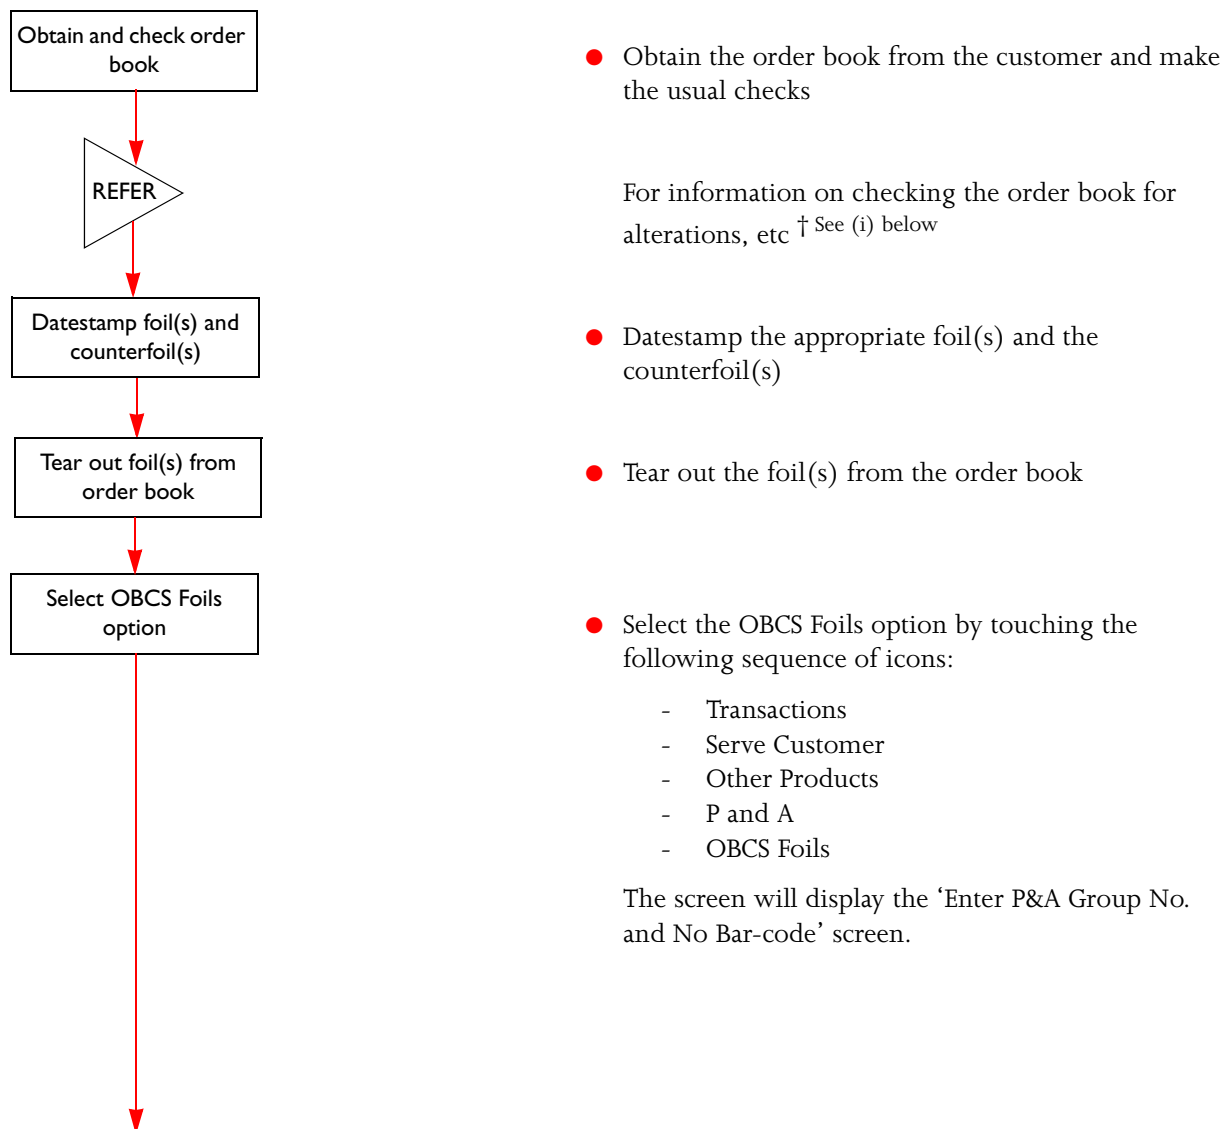 Obtain and check order
book
● Obtain the order book from the customer and make
the usual checks
REFER
For information on checking the order book for
alterations, etc † See (i) below
Datestamp foil(s) and
counterfoil(s)
● Datestamp the appropriate foil(s) and the
counterfoil(s)
Tear out foil(s) from
order book
● Tear out the foil(s) from the order book
Select OBCS Foils
option
● Select the OBCS Foils option by touching the
following sequence of icons:
- Transactions
- Serve Customer
- Other Products
- P and A
- OBCS Foils
The screen will display the ‘Enter P&A Group No.
and No Bar-code’ screen.